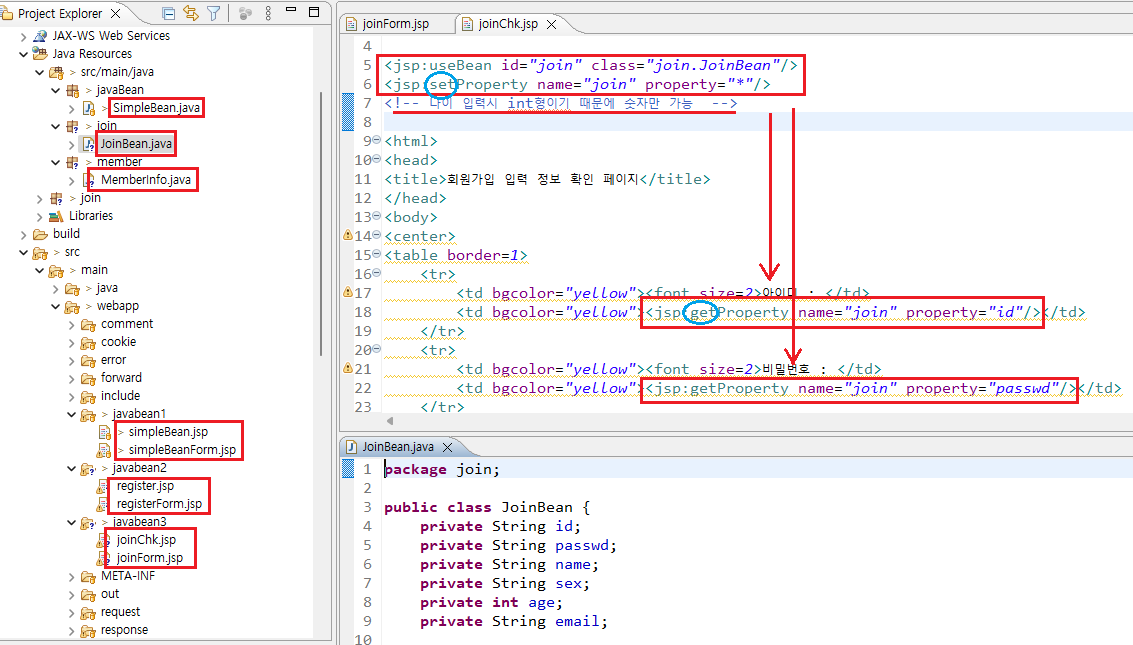 Project Explorer
JAX-WS Web Services
Java Resources
> src/main/java
> javaBean
> SimpleBean.java
> join
> JoinBean.java
> member
> MemberInfo.java
> join
Libraries
build
> src
> main
> java
> webapp
comment
cookie
error
forward
include
> javabean1
> simpleBean.jsp
> simpleBeanForm.jsp
> javabean2
register.jsp
registerForm.jsp
> javabean3
joinChk.jsp
joinForm.jsp
META-INF
out
request
response
joinForm.jsp
joinChk.jsp
4
5 <jsp:useBean id="join" class="join.JoinBean"/>
6 <jsp:setProperty name="join" property="*"/>
7 <!-- 나이 입력시 int형이기 때문에 숫자만 가능 -->
8
9 <html>
10 <head>
11 <title>회원가입 입력 정보 확인 페이지</title>
12 </head>
13 <body>
14 <center>
15 <table border=1>
16 <tr>
17 <td bgcolor="yellow"><font size=2>아이디 : </td>
18 <td bgcolor="yellow"><jsp:getProperty name="join" property="id"/></td>
19 </tr>
20 <tr>
21 <td bgcolor="yellow"><font size=2>비밀번호 : </td>
22 <td bgcolor="yellow"><jsp:getProperty name="join" property="passwd"/></td>
23 </tr>
JoinBean.java
1 package join;
2
3 public class JoinBean {
4 private String id;
5 private String passwd;
6 private String name;
7 private String sex;
8 private int age;
9 private String email;
10